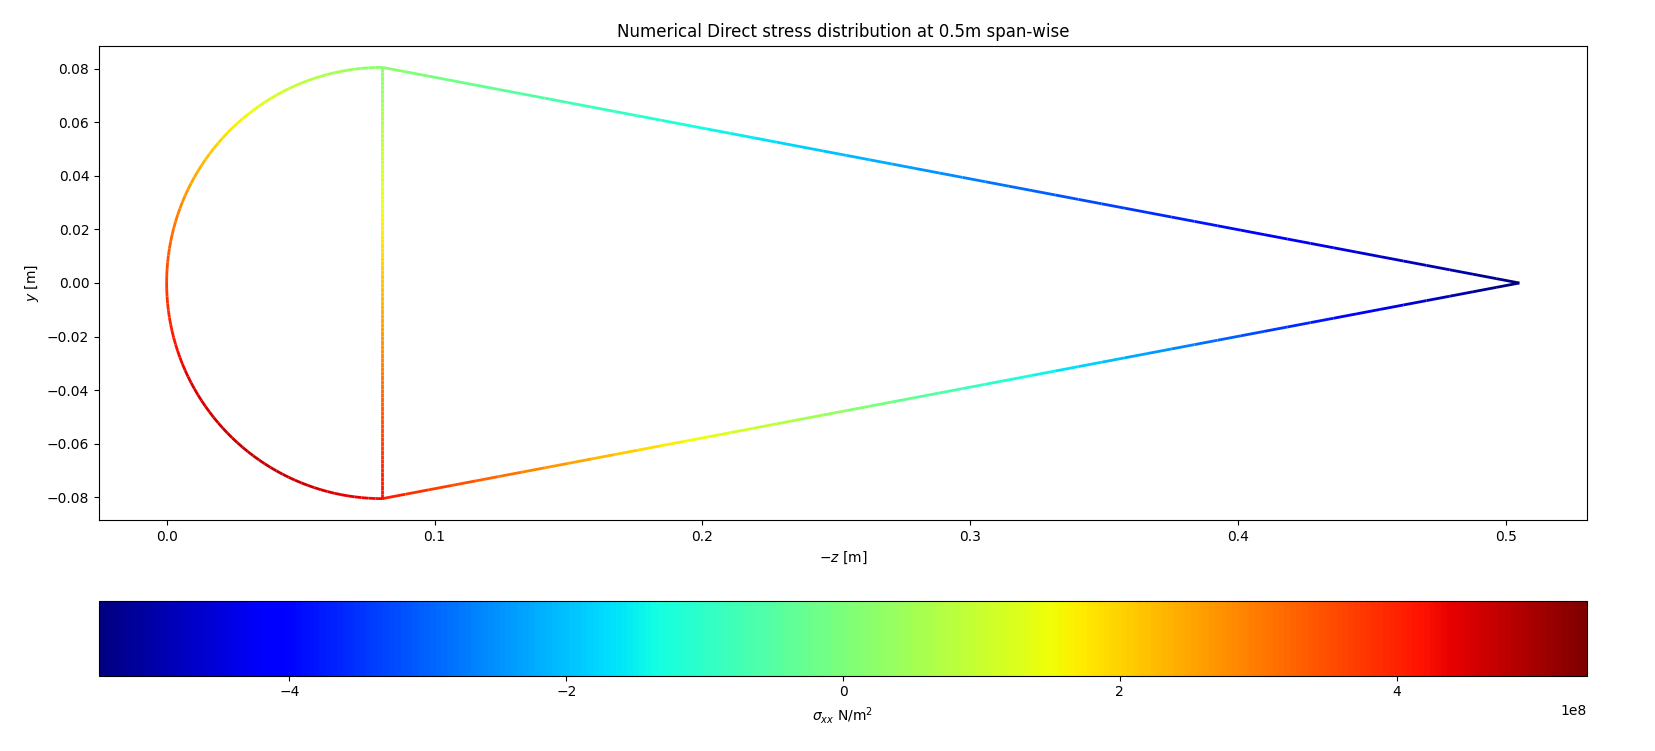 Numerical Direct stress distribution at 0.5m span-wise
0.08
0.06
0.04
0.02
0.00
−0.02
−0.04
−0.06
−0.08
y [m]
0.0 0.1 0.2 0.3 0.4 0.5
−z [m]
−4 −2 0 2 4
1e8
σxx N/m²